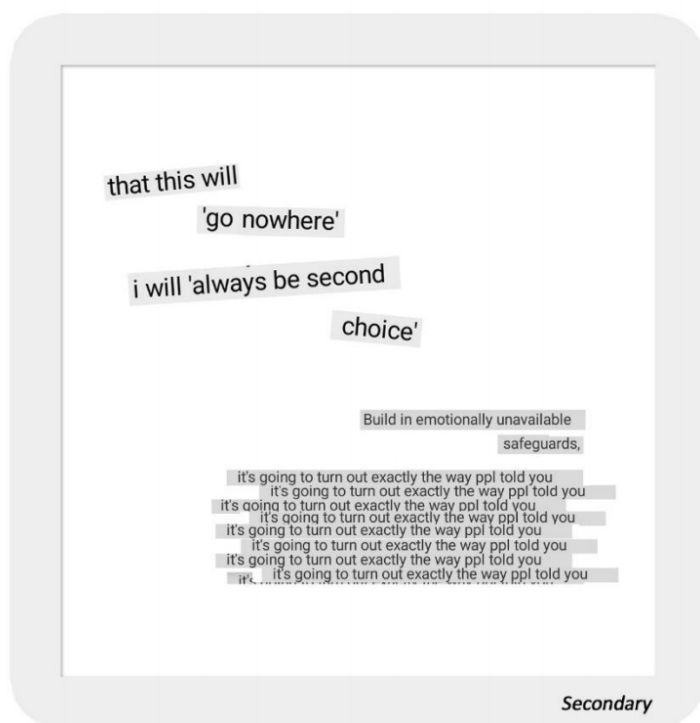 that this will
'go nowhere'
i will 'always be second
choice'
Build in emotionally unavailable
safeguards,
it's going to turn out exactly the way ppl told you
it's going to turn out exactly the way ppl told you
it's going to turn out exactly the way ppl told you
it's going to turn out exactly the way ppl told you
it's going to turn out exactly the way ppl told you
it's going to turn out exactly the way ppl told you
it's going to turn out exactly the way ppl told you
it's going to turn out exactly the way ppl told you
it's
Secondary